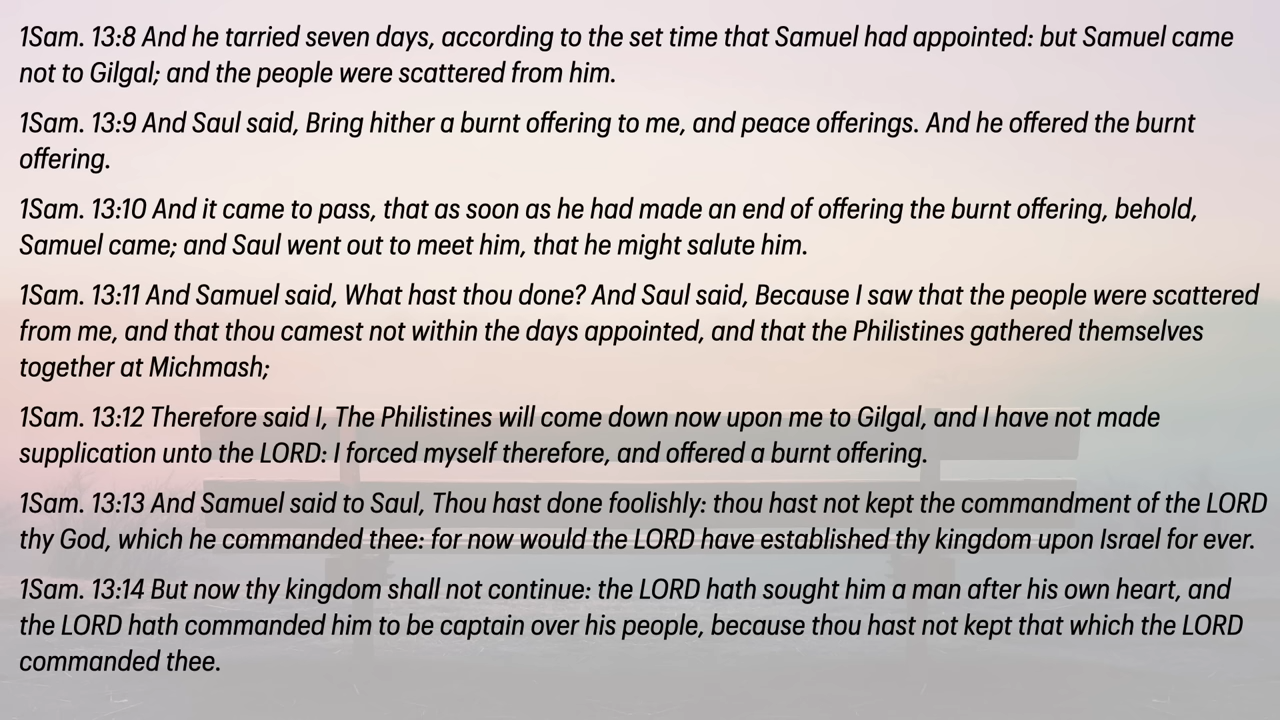 1Sam. 13:8 And he tarried seven days, according to the set time that Samuel had appointed: but Samuel came
not to Gilgal; and the people were scattered from him.
1Sam. 13:9 And Saul said, Bring hither a burnt offering to me, and peace offerings. And he offered the burnt
offering.
1Sam. 13:10 And it came to pass, that as soon as he had made an end of offering the burnt offering, behold,
Samuel came; and Saul went out to meet him, that he might salute him.
1Sam. 13:11 And Samuel said, What hast thou done? And Saul said, Because I saw that the people were scattered
from me, and that thou camest not within the days appointed, and that the Philistines gathered themselves
together at Michmash;
1Sam. 13:12 Therefore said I, The Philistines will come down now upon me to Gilgal, and I have not made
supplication unto the LORD: I forced myself therefore, and offered a burnt offering.
1Sam. 13:13 And Samuel said to Saul, Thou hast done foolishly: thou hast not kept the commandment of the LORD
thy God, which he commanded thee: for now would the LORD have established thy kingdom upon Israel for ever.
1Sam. 13:14 But now thy kingdom shall not continue: the LORD hath sought him a man after his own heart, and
the LORD hath commanded him to be captain over his people, because thou hast not kept that which the LORD
commanded thee.